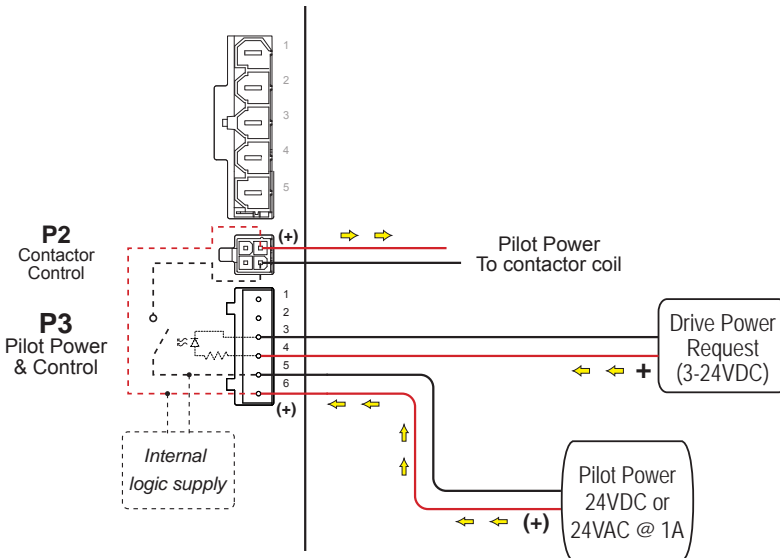 1
2
3
4
5
P2
Contactor
Control
(+)
Pilot Power
To contactor coil
P3
Pilot Power
& Control
1
2
3
4
5
6
(+)
Drive Power
Request
(3-24VDC)
+
Internal
logic supply
Pilot Power
24VDC or
24VAC @ 1A
(+)